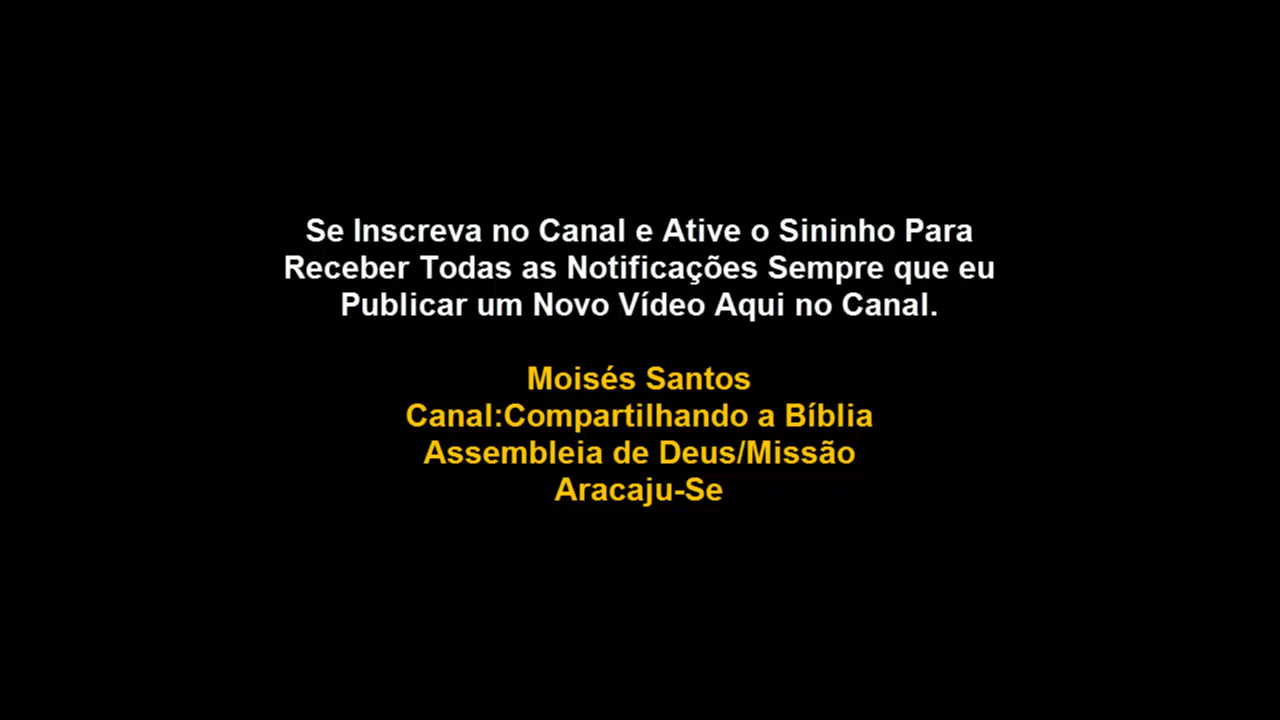 Se Inscreva no Canal e Ative o Sininho Para
Receber Todas as Notificações Sempre que eu
Publicar um Novo Vídeo Aqui no Canal.
Moisés Santos
Canal:Compartilhando a Bíblia
Assembleia de Deus/Missão
Aracaju-Se